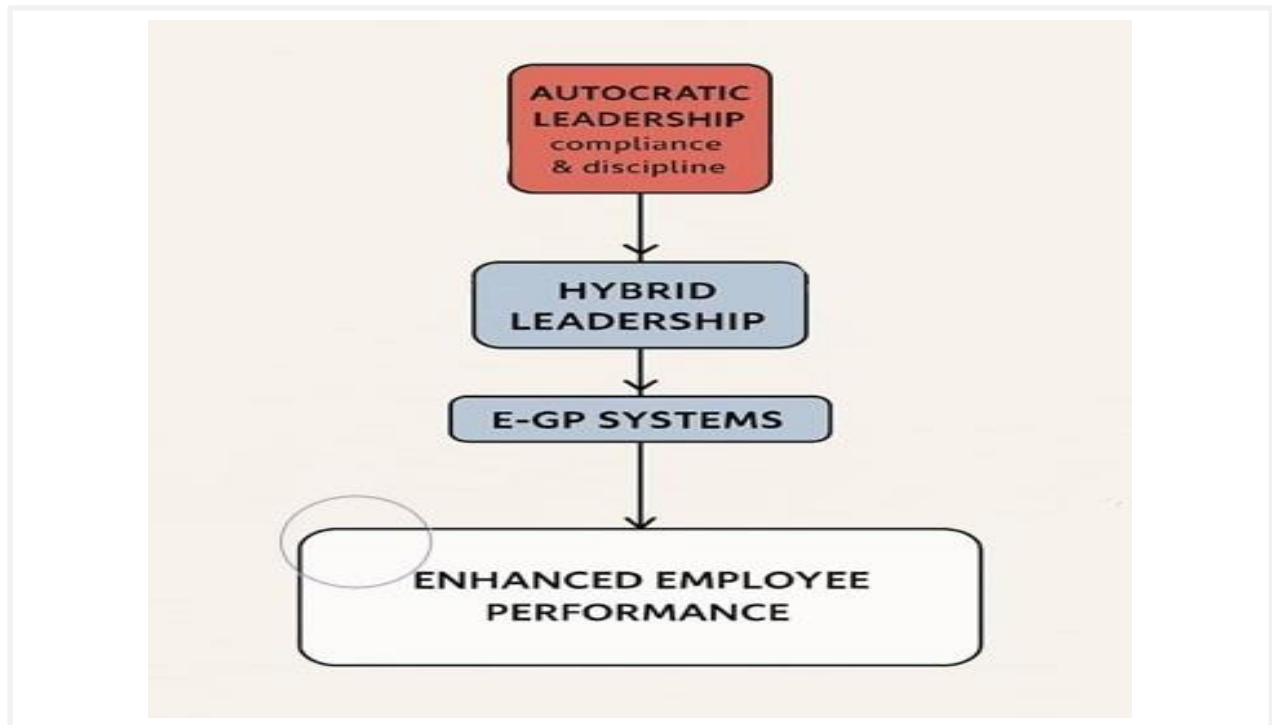 AUTOCRATIC
LEADERSHIP
compliance
& discipline
HYBRID
LEADERSHIP
E-GP SYSTEMS
ENHANCED EMPLOYEE
PERFORMANCE